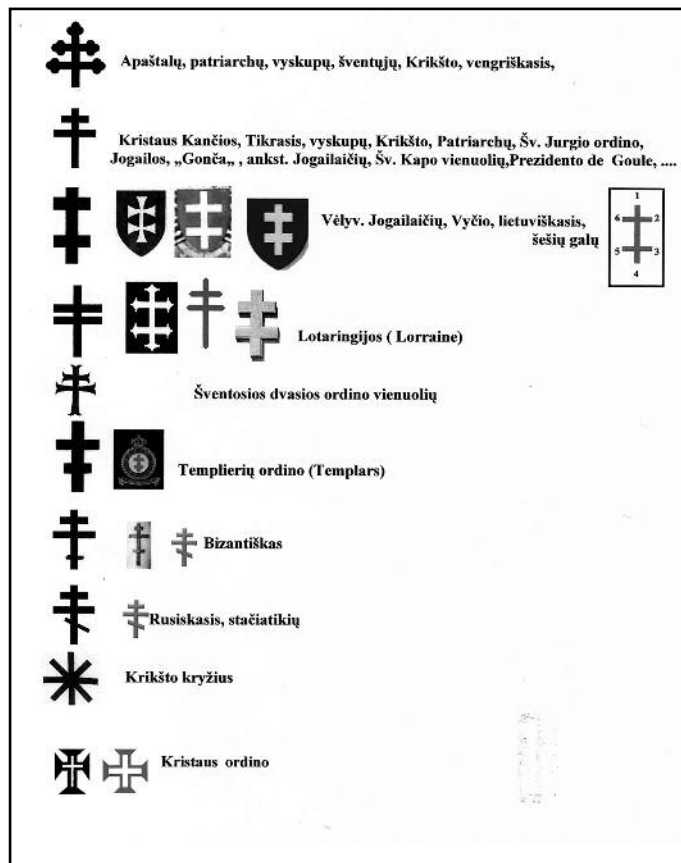 Apaštalų, patriarchų, vyskupų, šventųjų, Krikšto, vengriškasis,
Kristaus Kančios, Tikrasis, vyskupų, Krikšto, Patriarchų, Šv. Jurgio ordino,
Jogailos, „Gonča„ , ankst. Jogailaičių, Šv. Kapo vienuolių,Prezidento de Goule, ....
Vėlyv. Jogailaičių, Vyčio, lietuviškasis,
šešių galų
1
6 2
5 3
4
Lotaringijos ( Lorraine)
Šventosios dvasios ordino vienuolių
Templierių ordino (Templars)
Bizantiškas
Rusiskasis, stačiatikių
Krikšto kryžius
Kristaus ordino